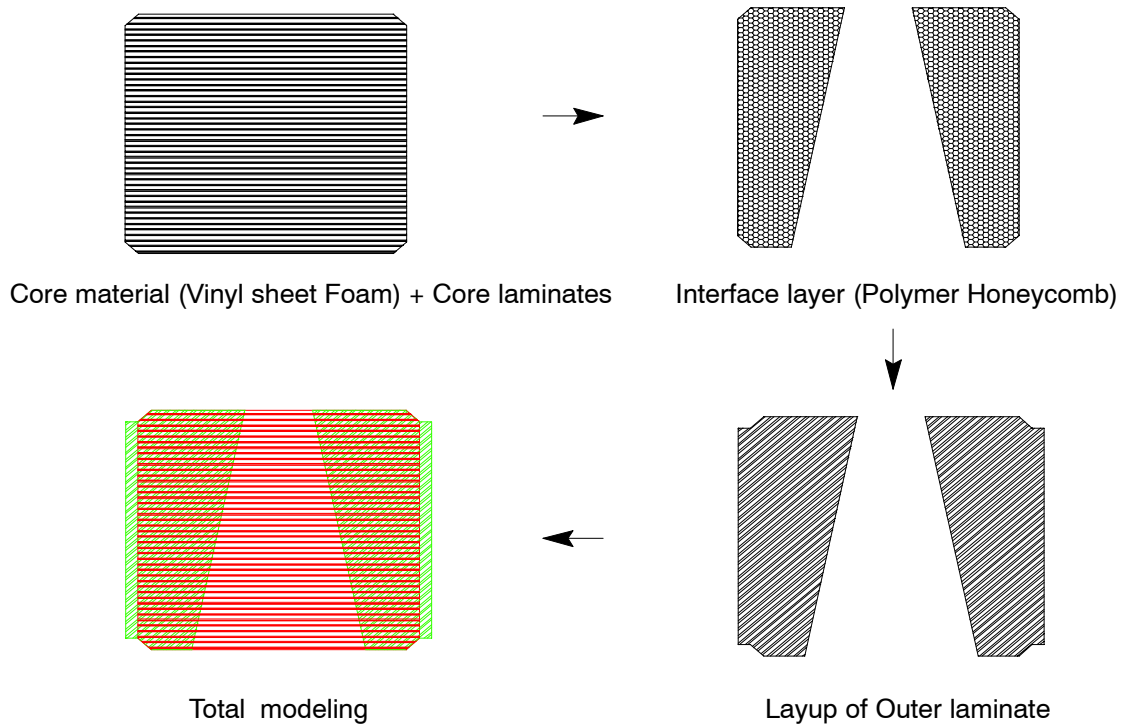 Core material (Vinyl sheet Foam) + Core laminates
Interface layer (Polymer Honeycomb)
Total modeling
Layup of Outer laminate